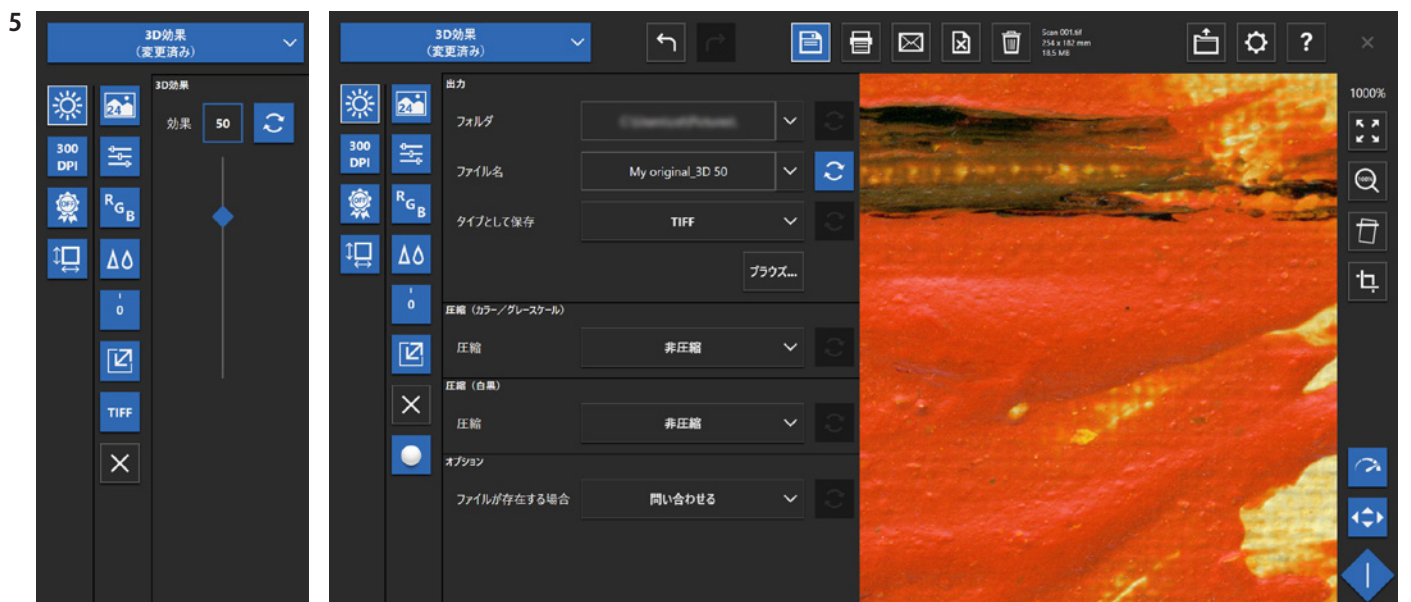 5
3D効果
(変更済み)
3D効果
効果 50
24
300
DPI
OFF
R
G
B
0
TIFF
3D効果
(変更済み)
Scan 001.tif
254 x 182 mm
18.5 MB
?
24
300
DPI
OFF
R
G
B
0
出力
フォルダ
ファイル名 My original_3D 50
タイプとして保存 TIFF
ブラウズ...
圧縮（カラー/グレースケール）
圧縮 非圧縮
圧縮（白黒）
圧縮 非圧縮
オプション
ファイルが存在する場合 問い合わせる
1000%
100%